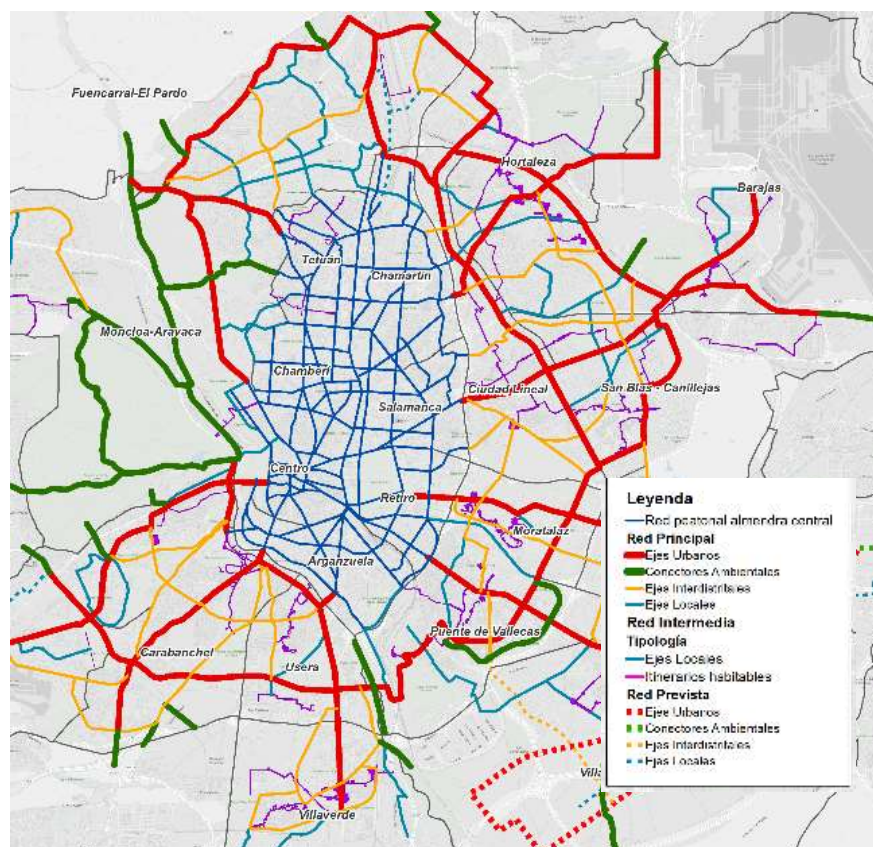 Fuencarral-El Pardo
Hortaleza
Barajas
Tetuán
Chamartín
Moncloa-Aravaca
Chamberí
Ciudad Lineal
San Blas - Canillejas
Salamanca
Centro
Retiro
Moratalaz
Arganzuela
Puente de Vallecas
Carabanchel
Usera
Villaverde
Leyenda
Red peatonal almendra central
Red Principal
Ejes Urbanos
Conectores Ambientales
Ejes Interdistritales
Ejes Locales
Red Intermedia
Tipología
Ejes Locales
Itinerarios habitables
Red Prevista
Ejes Urbanos
Conectores Ambientales
Ejes Interdistritales
Ejes Locales